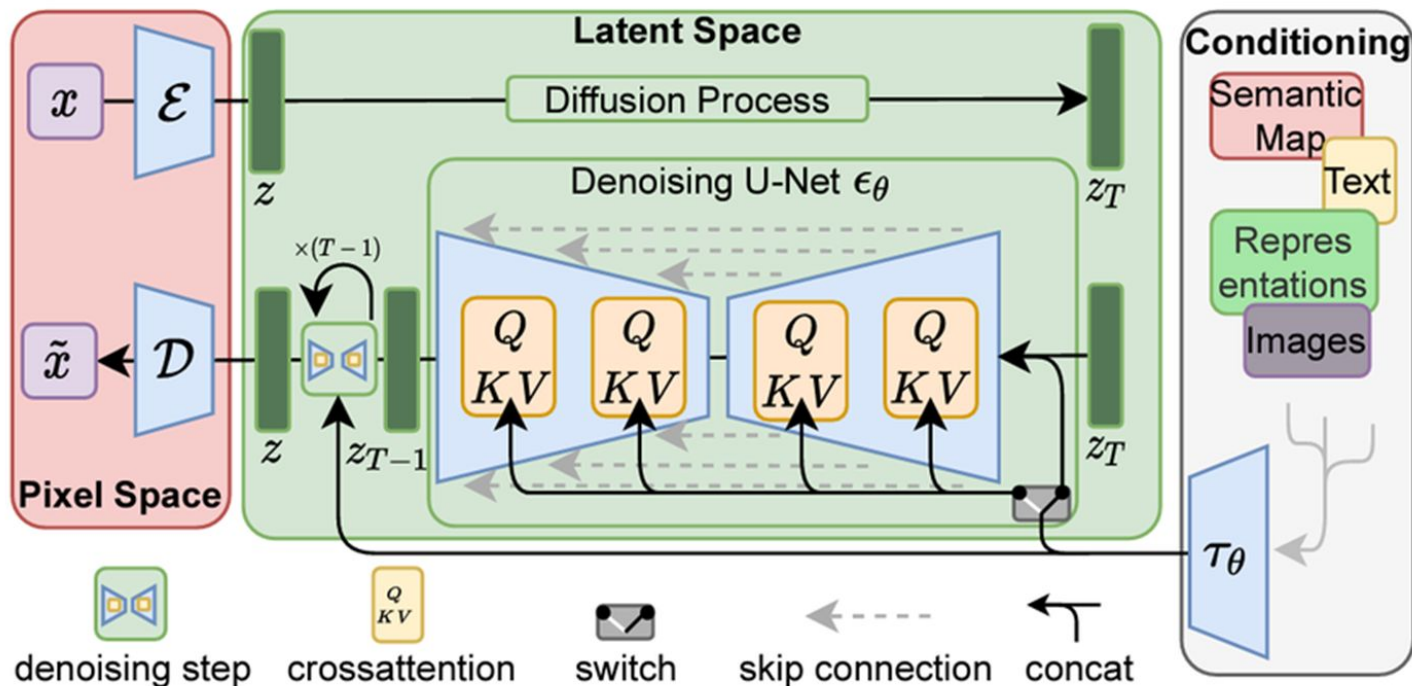 Latent Space
Conditioning
x
ℰ
Diffusion Process
Semantic
Map
Text
z
Denoising U-Net ϵ_θ
z_T
Repres
entations
Images
×(T − 1)
Q
KV
Q
KV
Q
KV
Q
KV
x̃
𝒟
z
z_{T−1}
z_T
Pixel Space
τ_θ
Q
KV
denoising step
crossattention
switch
skip connection
concat